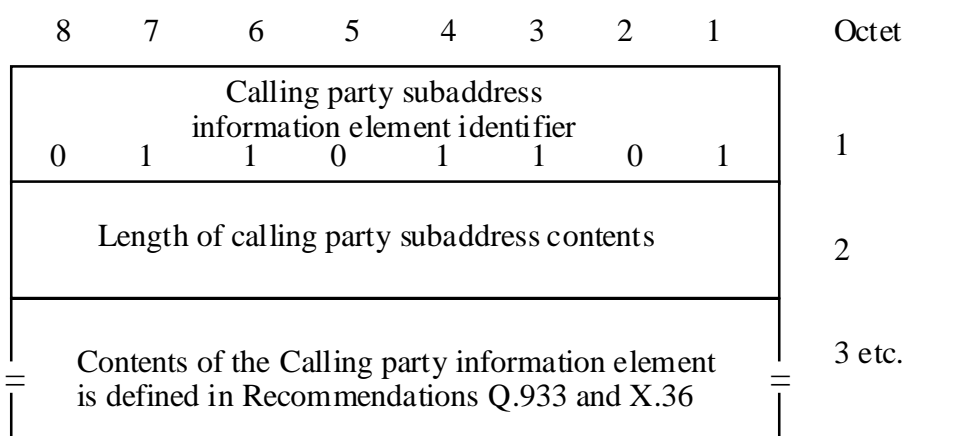 8 7 6 5 4 3 2 1 Octet
Calling party subaddress
information element identifier
0 1 1 0 1 1 0 1 1
Length of calling party subaddress contents
2
Contents of the Calling party information element
is defined in Recommendations Q.933 and X.36
3 etc.
= =